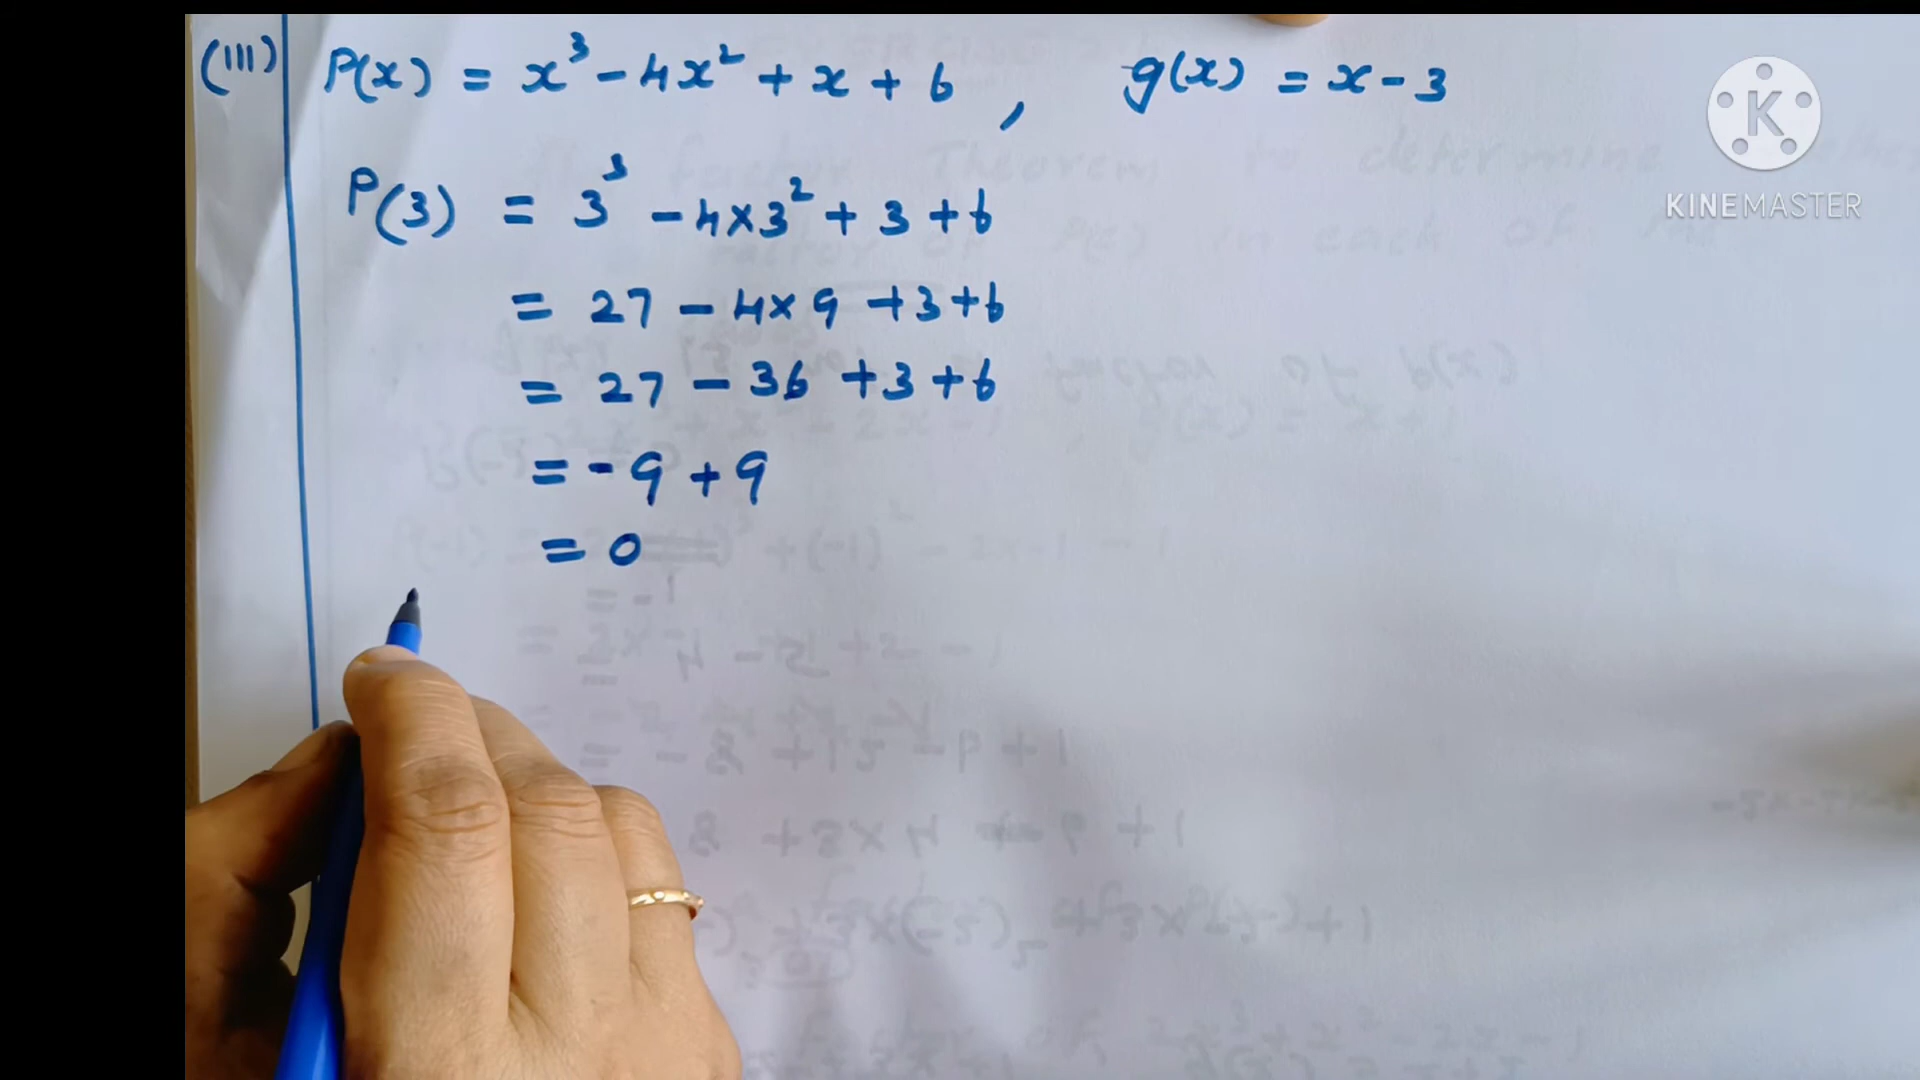 (III) P(x) = x³ - 4x² + x + 6 , g(x) = x - 3
P(3) = 3³ - 4×3² + 3 + 6
= 27 - 4×9 + 3 + 6
= 27 - 36 + 3 + 6
= -9 + 9
= 0
K
KINEMASTER